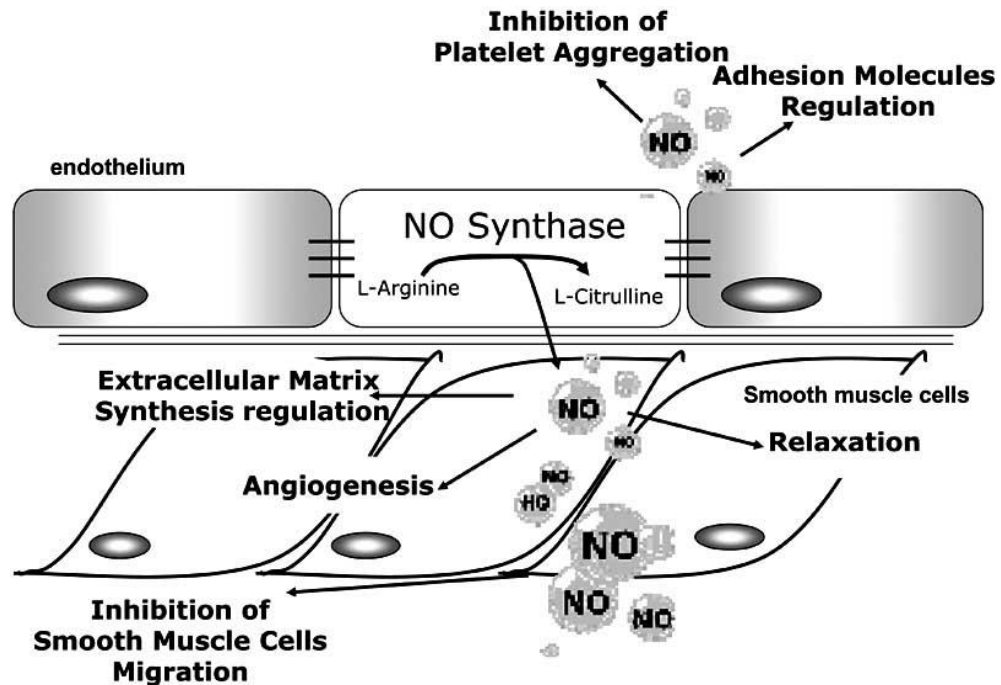 Inhibition of
Platelet Aggregation
Adhesion Molecules
Regulation
endothelium
NO
NO
NO Synthase
L-Arginine
L-Citrulline
Extracellular Matrix
Synthesis regulation
NO
Smooth muscle cells
NO
Relaxation
Angiogenesis
NO
HO
NO
NO
NO
Inhibition of
Smooth Muscle Cells
Migration